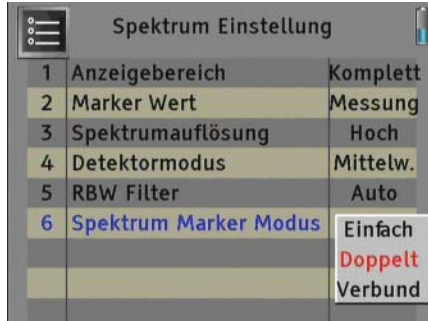 Spektrum Einstellung
1 Anzeigebereich Komplett
2 Marker Wert Messung
3 Spektrumauflösung Hoch
4 Detektormodus Mittelw.
5 RBW Filter Auto
6 Spektrum Marker Modus Einfach
Doppelt
Verbund